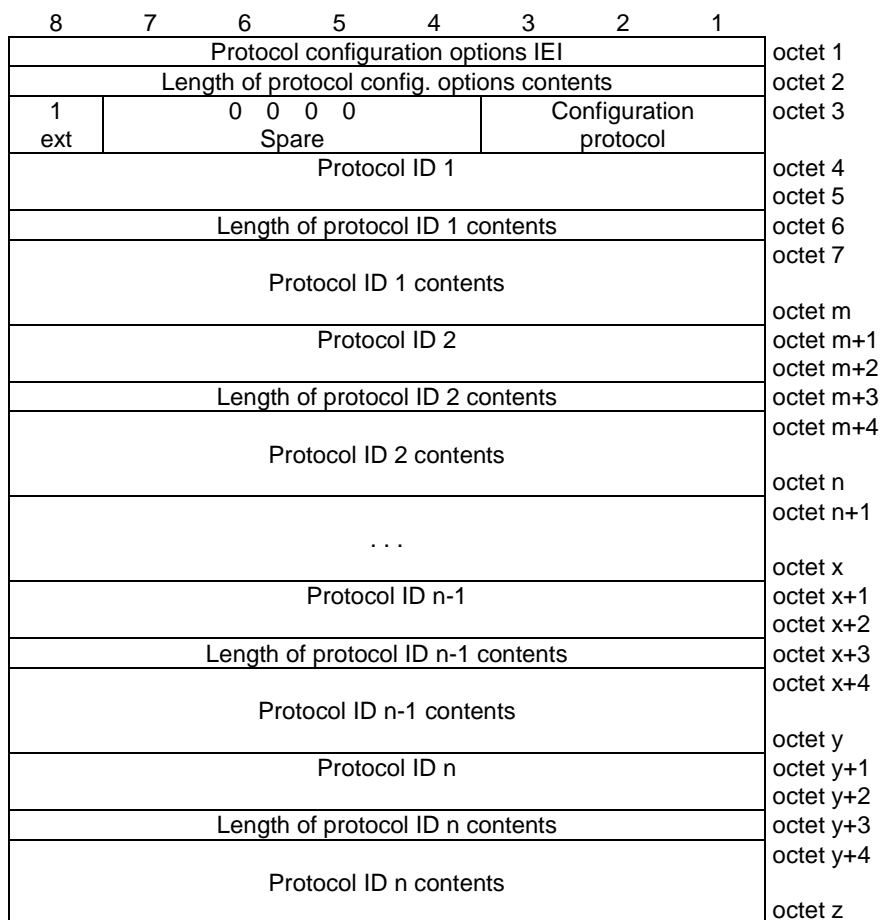 8 7 6 5 4 3 2 1
Protocol configuration options IEI octet 1
Length of protocol config. options contents octet 2
1 0 0 0 0 Configuration octet 3
ext Spare protocol
Protocol ID 1 octet 4
octet 5
Length of protocol ID 1 contents octet 6
octet 7
Protocol ID 1 contents
octet m
Protocol ID 2 octet m+1
octet m+2
Length of protocol ID 2 contents octet m+3
octet m+4
Protocol ID 2 contents
octet n
octet n+1
. . .
octet x
Protocol ID n-1 octet x+1
octet x+2
Length of protocol ID n-1 contents octet x+3
octet x+4
Protocol ID n-1 contents
octet y
Protocol ID n octet y+1
octet y+2
Length of protocol ID n contents octet y+3
octet y+4
Protocol ID n contents
octet z